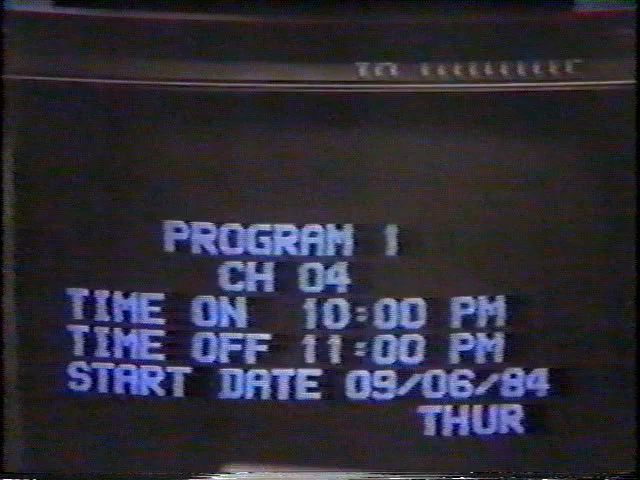 PROGRAM 1
CH 04
TIME ON 10:00 PM
TIME OFF 11:00 PM
START DATE 09/06/84
THUR